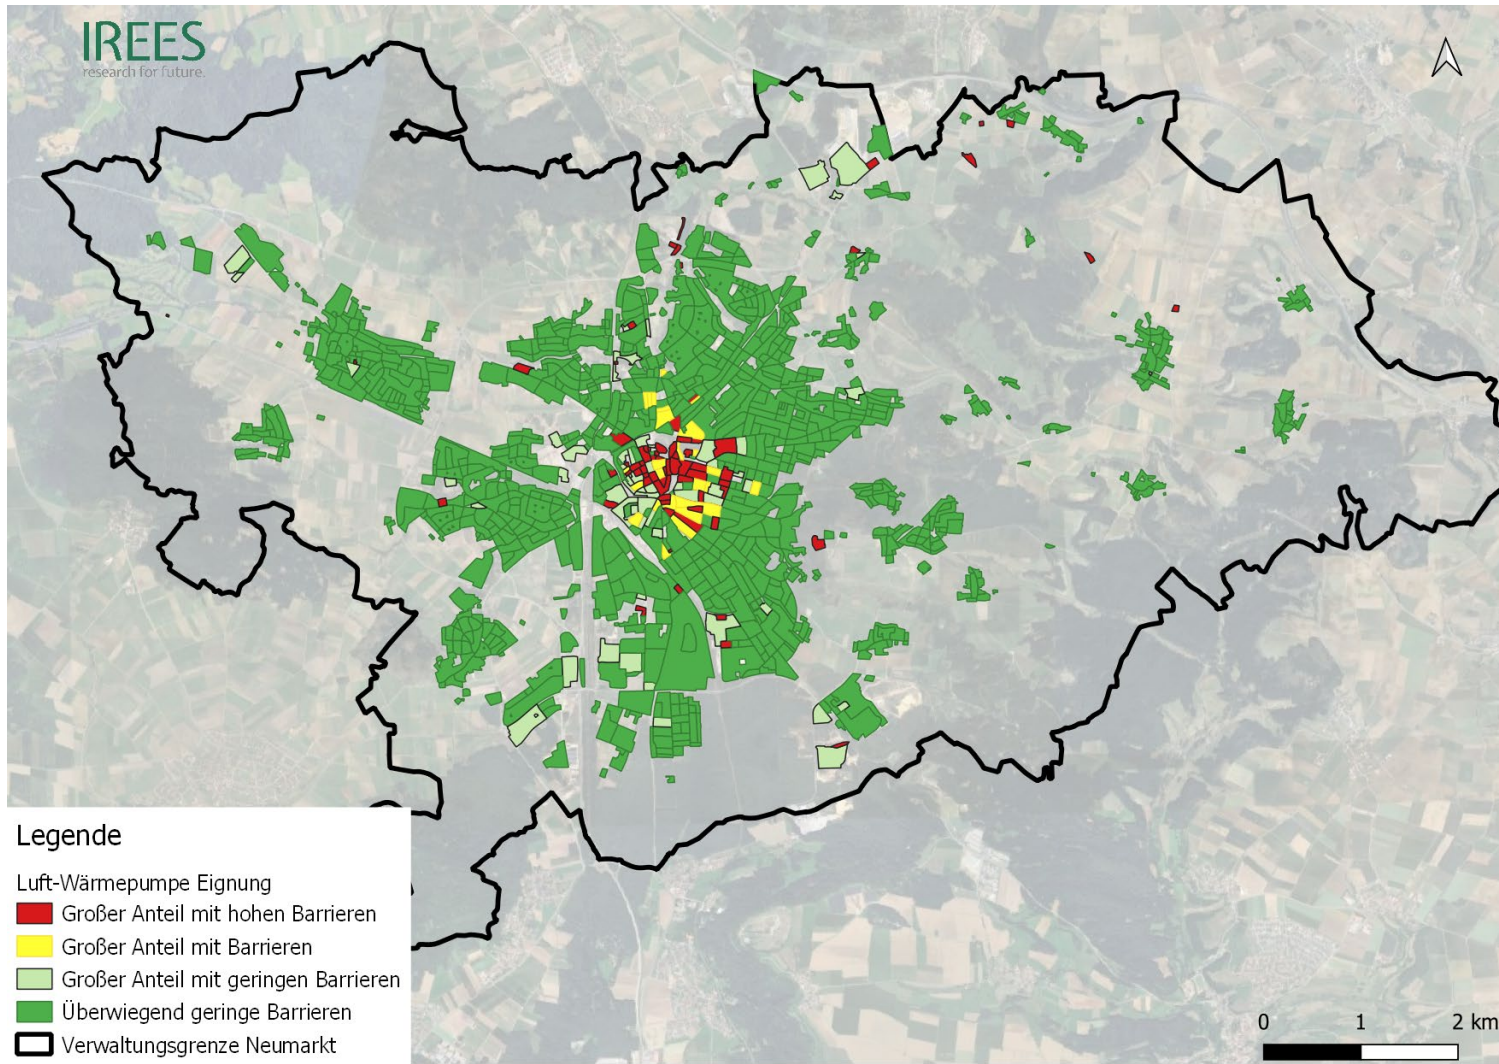 IREES
research for future.
Legende
Luft-Wärmepumpe Eignung
Großer Anteil mit hohen Barrieren
Großer Anteil mit Barrieren
Großer Anteil mit geringen Barrieren
Überwiegend geringe Barrieren
Verwaltungsgrenze Neumarkt
0 1 2 km